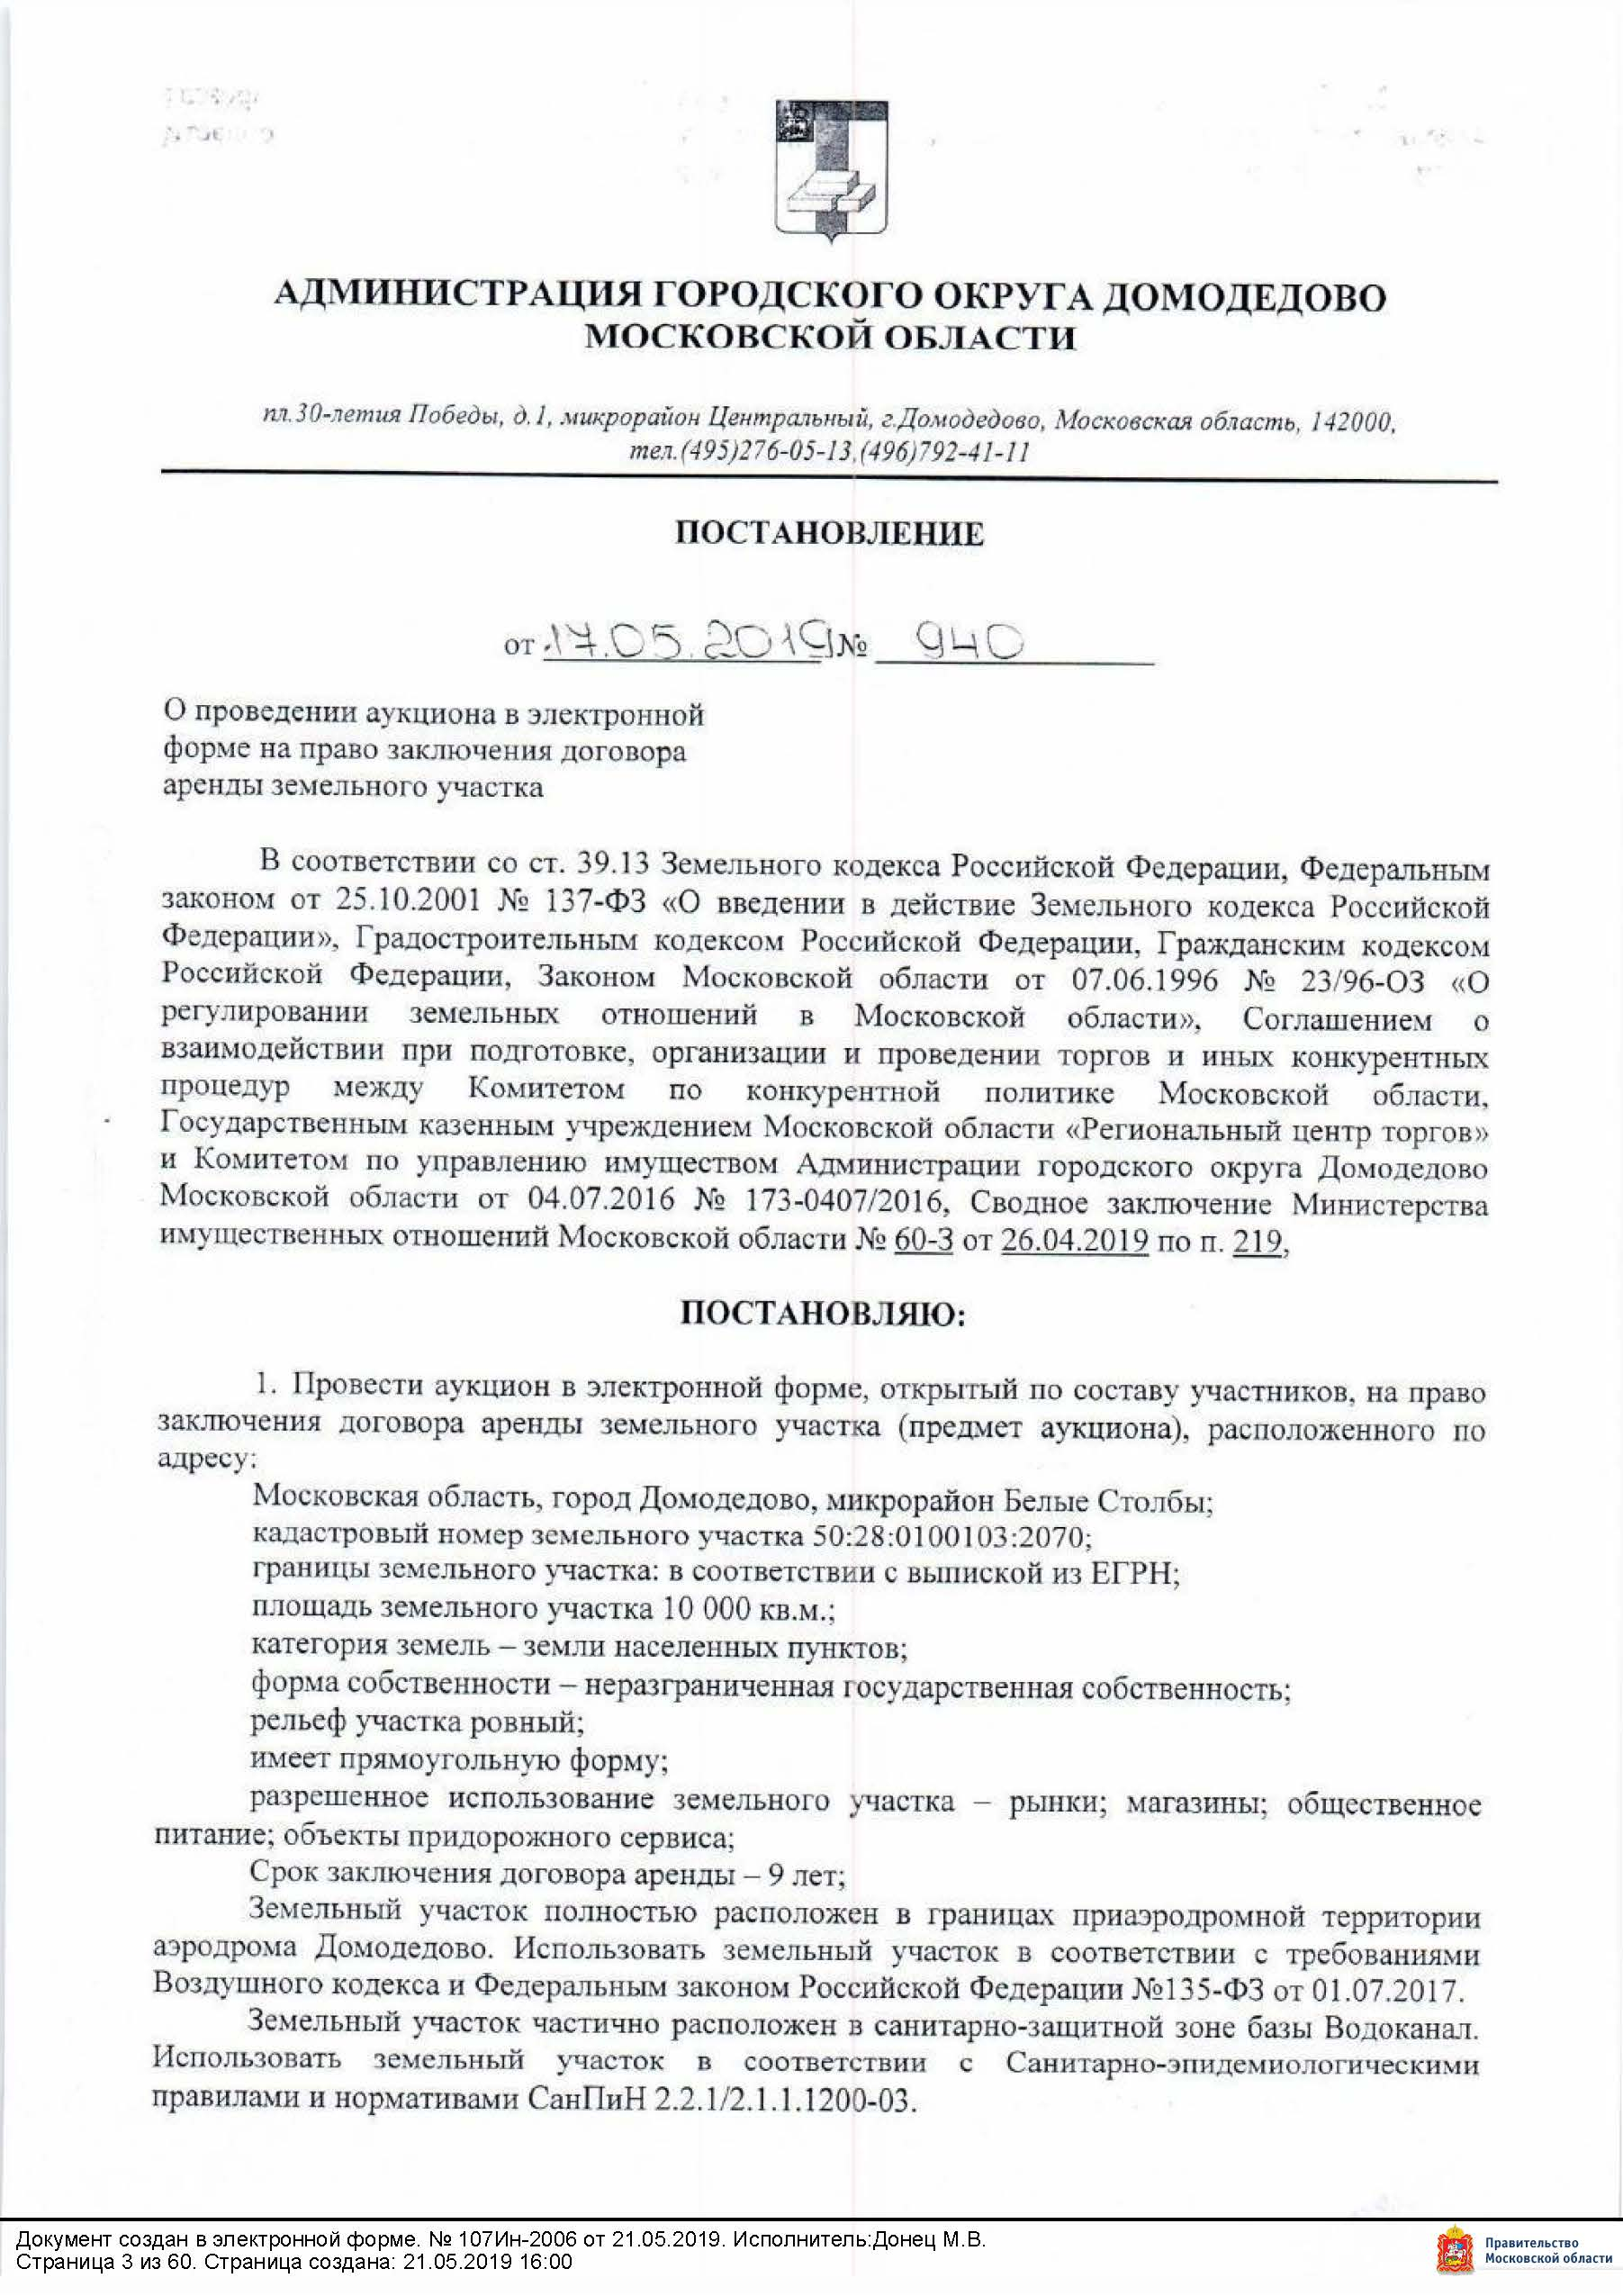 АДМИНИСТРАЦИЯ ГОРОДСКОГО ОКРУГА ДОМОДЕДОВО
МОСКОВСКОЙ ОБЛАСТИ
пл.30-летия Победы, д.1, микрорайон Центральный, г.Домодедово, Московская область, 142000,
тел.(495)276-05-13,(496)792-41-11
ПОСТАНОВЛЕНИЕ
от 17.05.2019 № 940
О проведении аукциона в электронной
форме на право заключения договора
аренды земельного участка
В соответствии со ст. 39.13 Земельного кодекса Российской Федерации, Федеральным
законом от 25.10.2001 № 137-ФЗ «О введении в действие Земельного кодекса Российской
Федерации», Градостроительным кодексом Российской Федерации, Гражданским кодексом
Российской Федерации, Законом Московской области от 07.06.1996 № 23/96-ОЗ «О
регулировании земельных отношений в Московской области», Соглашением о
взаимодействии при подготовке, организации и проведении торгов и иных конкурентных
процедур между Комитетом по конкурентной политике Московской области,
Государственным казенным учреждением Московской области «Региональный центр торгов»
и Комитетом по управлению имуществом Администрации городского округа Домодедово
Московской области от 04.07.2016 № 173-0407/2016, Сводное заключение Министерства
имущественных отношений Московской области № 60-З от 26.04.2019 по п. 219,
ПОСТАНОВЛЯЮ:
1. Провести аукцион в электронной форме, открытый по составу участников, на право
заключения договора аренды земельного участка (предмет аукциона), расположенного по
адресу:
Московская область, город Домодедово, микрорайон Белые Столбы;
кадастровый номер земельного участка 50:28:0100103:2070;
границы земельного участка: в соответствии с выпиской из ЕГРН;
площадь земельного участка 10 000 кв.м.;
категория земель – земли населенных пунктов;
форма собственности – неразграниченная государственная собственность;
рельеф участка ровный;
имеет прямоугольную форму;
разрешенное использование земельного участка – рынки; магазины; общественное
питание; объекты придорожного сервиса;
Срок заключения договора аренды – 9 лет;
Земельный участок полностью расположен в границах приаэродромной территории
аэродрома Домодедово. Использовать земельный участок в соответствии с требованиями
Воздушного кодекса и Федеральным законом Российской Федерации №135-ФЗ от 01.07.2017.
Земельный участок частично расположен в санитарно-защитной зоне базы Водоканал.
Использовать земельный участок в соответствии с Санитарно-эпидемиологическими
правилами и нормативами СанПиН 2.2.1/2.1.1.1200-03.
Документ создан в электронной форме. № 107Ин-2006 от 21.05.2019. Исполнитель:Донец М.В.
Страница 3 из 60. Страница создана: 21.05.2019 16:00
Правительство
Московской области